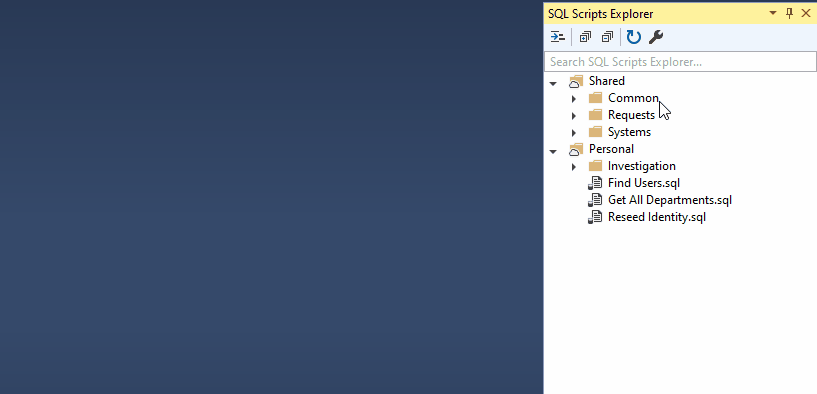 SQL Scripts Explorer
Search SQL Scripts Explorer...
Shared
Common
Requests
Systems
Personal
Investigation
Find Users.sql
Get All Departments.sql
Reseed Identity.sql